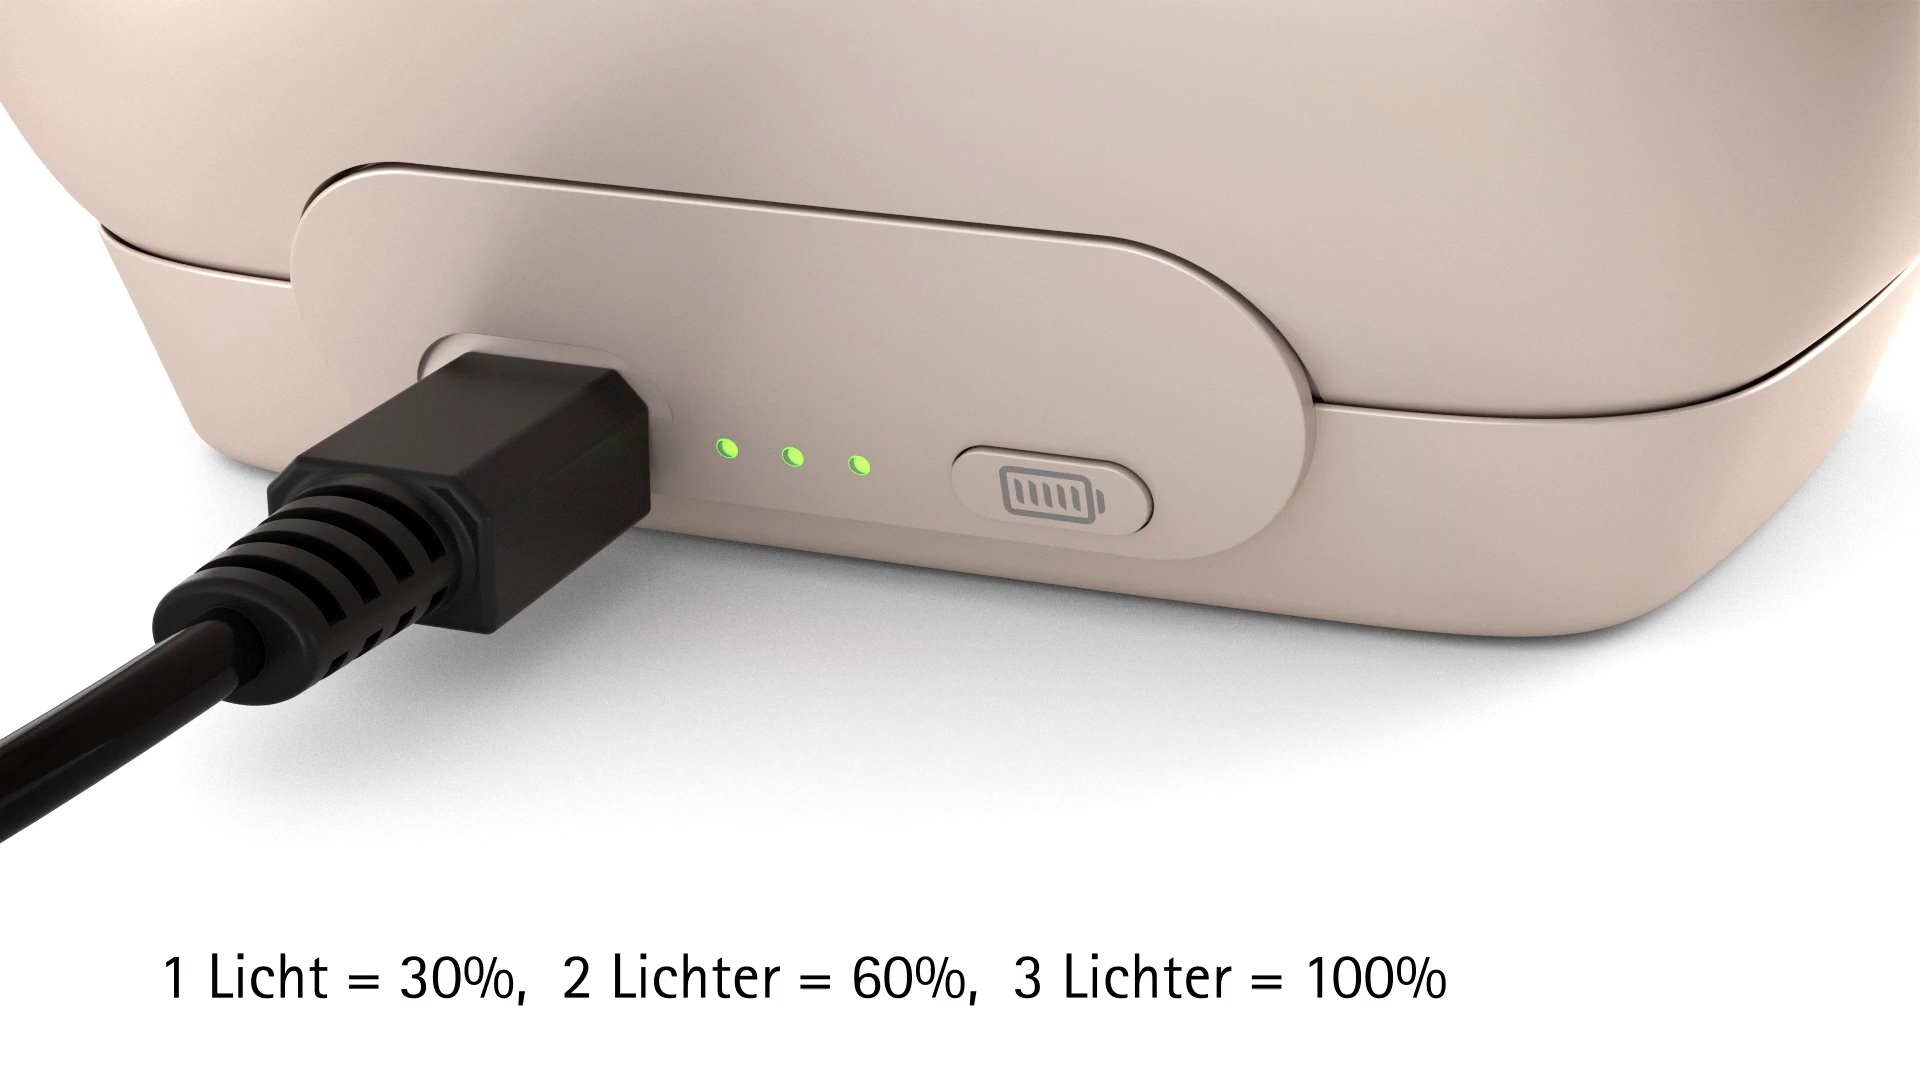 1 Licht = 30%, 2 Lichter = 60%, 3 Lichter = 100%